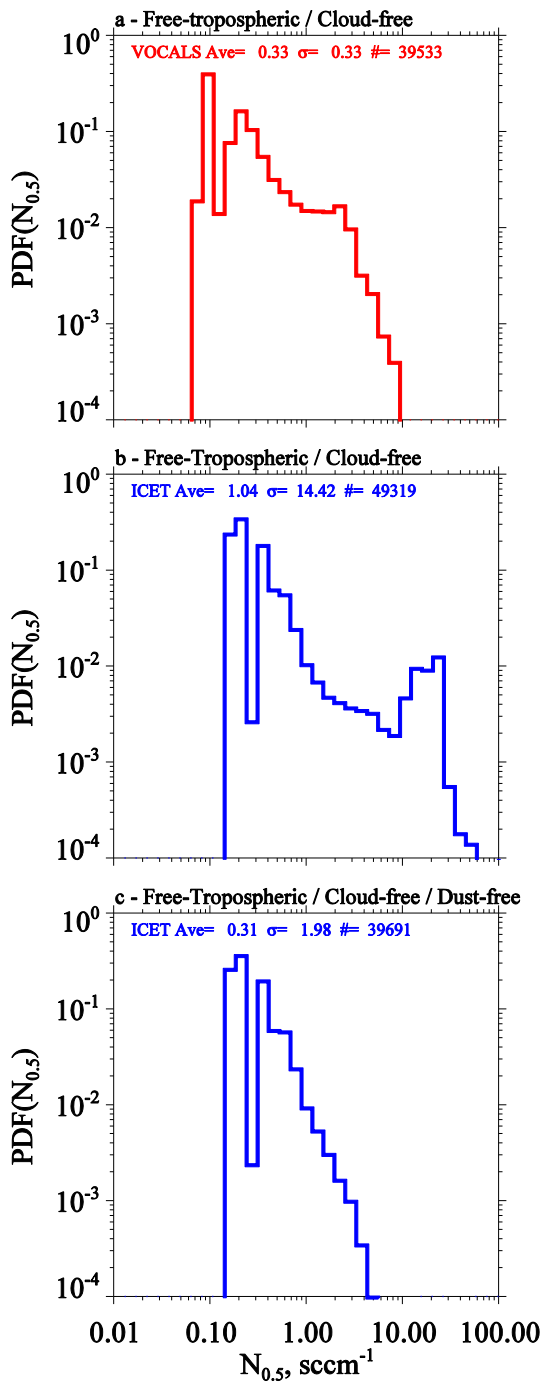 a - Free-tropospheric / Cloud-free
VOCALS Ave= 0.33 σ= 0.33 #= 39533
10⁰
10⁻¹
10⁻²
10⁻³
10⁻⁴
PDF(N₀.₅)
b - Free-Tropospheric / Cloud-free
ICET Ave= 1.04 σ= 14.42 #= 49319
10⁰
10⁻¹
10⁻²
10⁻³
10⁻⁴
PDF(N₀.₅)
c - Free-Tropospheric / Cloud-free / Dust-free
ICET Ave= 0.31 σ= 1.98 #= 39691
10⁰
10⁻¹
10⁻²
10⁻³
10⁻⁴
PDF(N₀.₅)
0.01 0.10 1.00 10.00 100.00
N₀.₅, sccm⁻¹